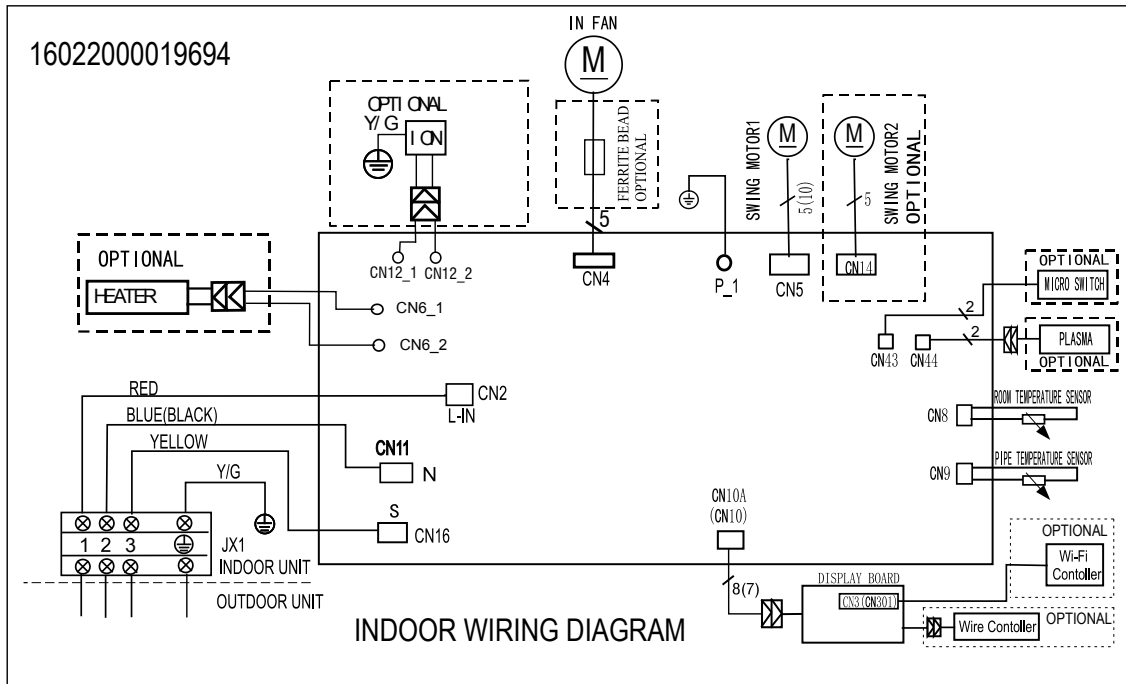 16022000019694
IN FAN
M
OPTIONAL
Y/G
ION
FERRITE BEAD
OPTIONAL
5
SWING MOTOR1
M
5(10)
M
5
SWING MOTOR2
OPTIONAL
OPTIONAL
HEATER
CN12_1
CN12_2
CN4
P_1
CN5
CN14
CN6_1
CN6_2
OPTIONAL
MICRO SWITCH
2
2
PLASMA
OPTIONAL
CN43
CN44
RED
CN2
L-IN
BLUE(BLACK)
CN11
N
YELLOW
Y/G
S
CN16
CN8
ROOM TEMPERATURE SENSOR
CN9
PIPE TEMPERATURE SENSOR
CN10A
(CN10)
1 2 3
JX1
INDOOR UNIT
OUTDOOR UNIT
8(7)
DISPLAY BOARD
CN3(CN301)
OPTIONAL
Wi-Fi
Contoller
Wire Contoller
OPTIONAL
INDOOR WIRING DIAGRAM